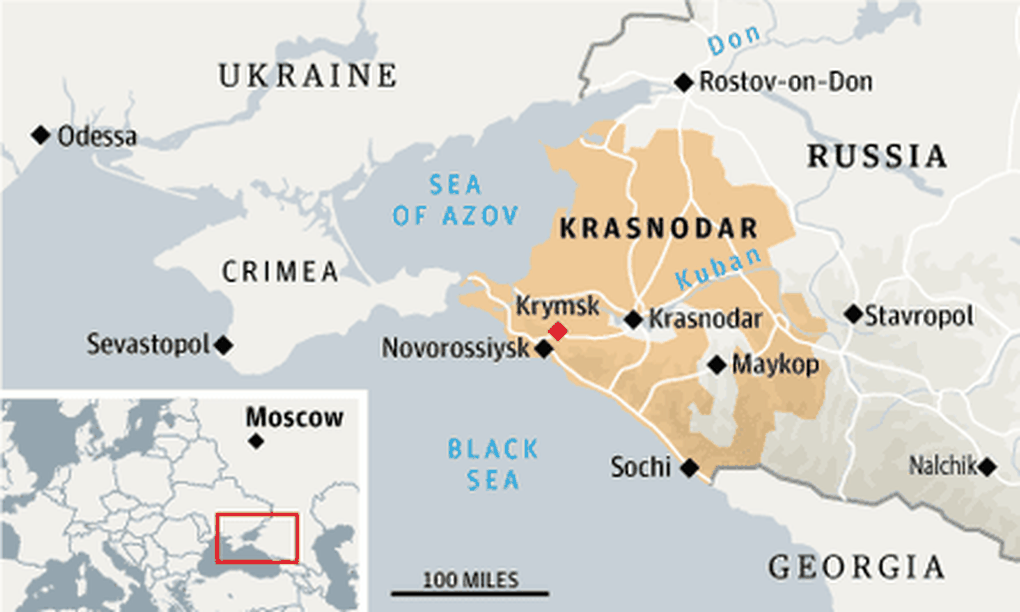 Don
UKRAINE
Rostov-on-Don
Odessa
RUSSIA
SEA
OF AZOV
KRASNODAR
Kuban
CRIMEA
Krymsk
Krasnodar
Stavropol
Sevastopol
Novorossiysk
Maykop
Moscow
BLACK
SEA
Sochi
Nalchik
GEORGIA
100 MILES